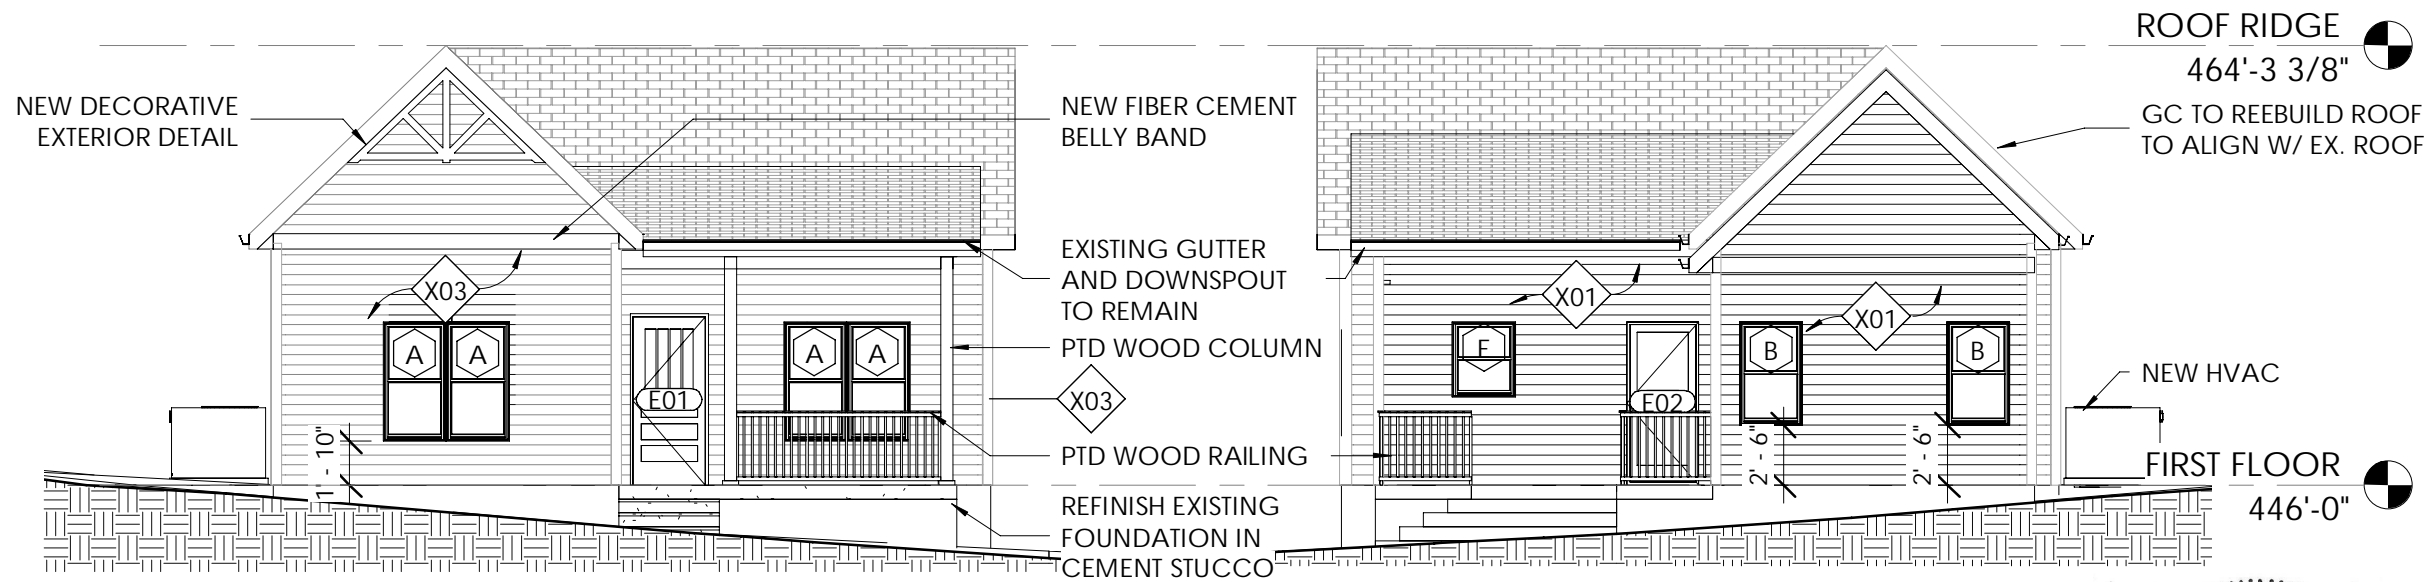 ROOF RIDGE
464'-3 3/8"
NEW DECORATIVE
EXTERIOR DETAIL
NEW FIBER CEMENT
BELLY BAND
GC TO REEBUILD ROOF
TO ALIGN W/ EX. ROOF
EXISTING GUTTER
AND DOWNSPOUT
TO REMAIN
X03
X01
X01
A
A
A
A
F
B
B
PTD WOOD COLUMN
X03
NEW HVAC
E01
E02
1' - 10"
PTD WOOD RAILING
2' - 6"
2' - 6"
FIRST FLOOR
446'-0"
REFINISH EXISTING
FOUNDATION IN
CEMENT STUCCO